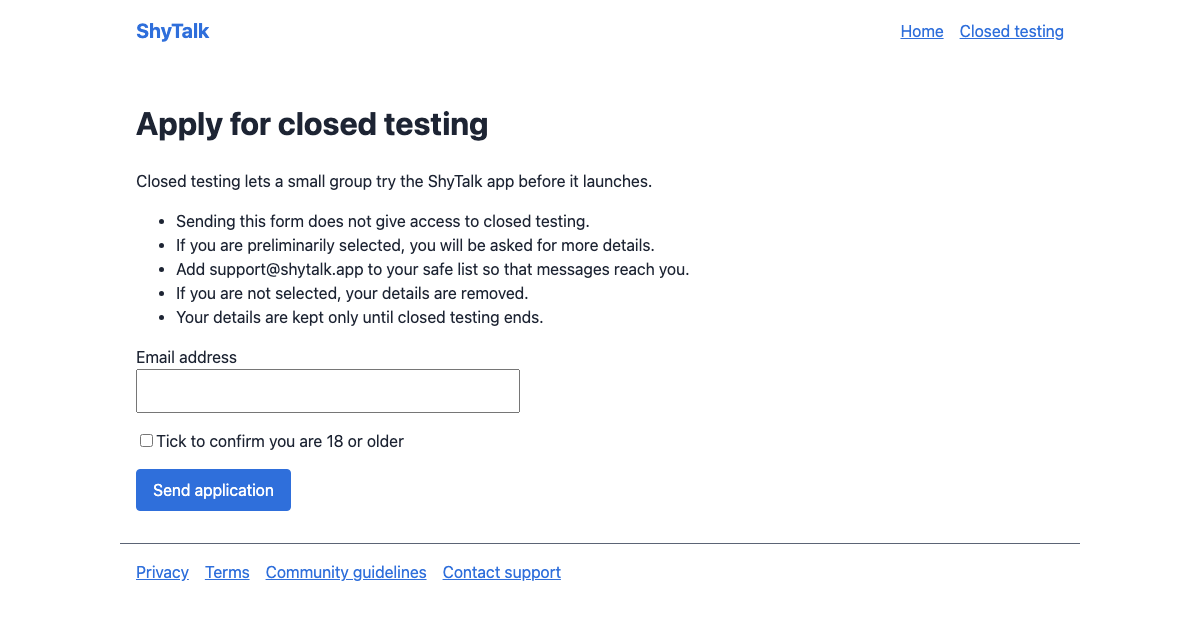 ShyTalk
Home
Closed testing
Apply for closed testing
Closed testing lets a small group try the ShyTalk app before it launches.
Sending this form does not give access to closed testing.
If you are preliminarily selected, you will be asked for more details.
Add support@shytalk.app to your safe list so that messages reach you.
If you are not selected, your details are removed.
Your details are kept only until closed testing ends.
Email address
Tick to confirm you are 18 or older
Send application
Privacy
Terms
Community guidelines
Contact support